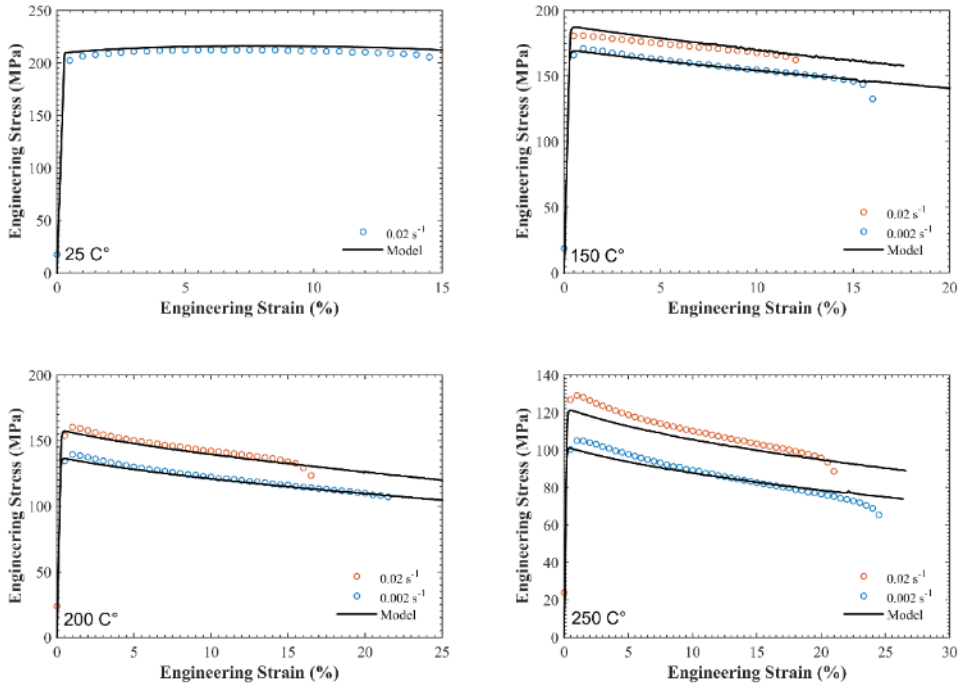 250
200
150
100
50
0
Engineering Stress (MPa)
0.02 s⁻¹
Model
25 C°
0 5 10 15
Engineering Strain (%)
200
150
100
50
0
Engineering Stress (MPa)
0.02 s⁻¹
0.002 s⁻¹
Model
150 C°
0 5 10 15 20
Engineering Strain (%)
200
150
100
50
0
Engineering Stress (MPa)
0.02 s⁻¹
0.002 s⁻¹
Model
200 C°
0 5 10 15 20 25
Engineering Strain (%)
140
120
100
80
60
40
20
0
Engineering Stress (MPa)
0.02 s⁻¹
0.002 s⁻¹
Model
250 C°
0 5 10 15 20 25 30
Engineering Strain (%)